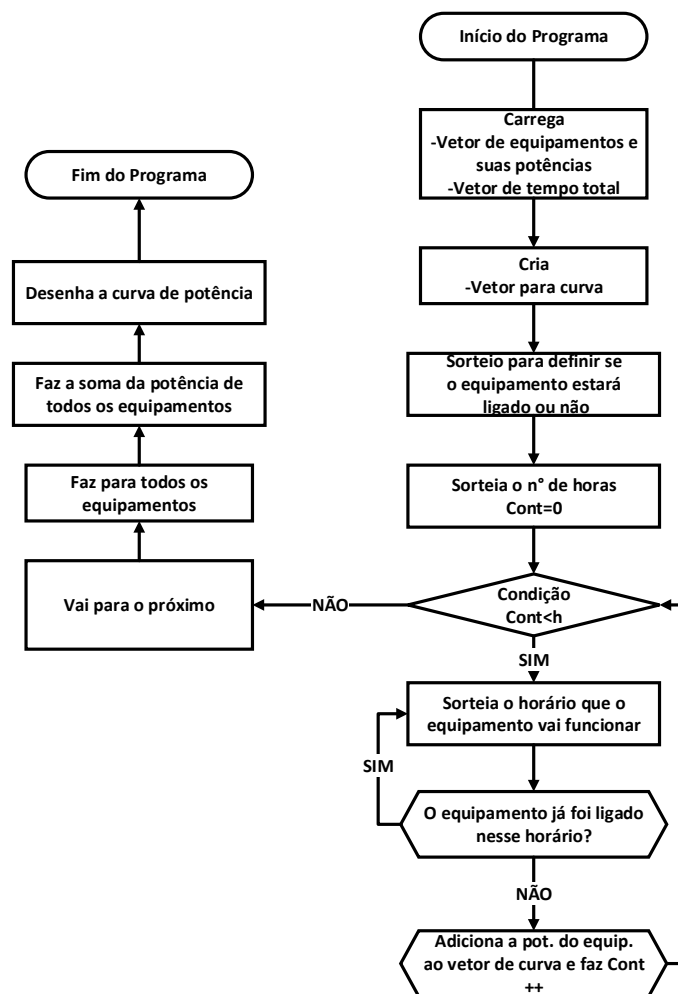 Início do Programa
Carrega
-Vetor de equipamentos e
suas potências
-Vetor de tempo total
Cria
-Vetor para curva
Sorteio para definir se
o equipamento estará
ligado ou não
Sorteia o n° de horas
Cont=0
Condição
Cont<h
NÃO
SIM
Sorteia o horário que o
equipamento vai funcionar
SIM
O equipamento já foi ligado
nesse horário?
NÃO
Adiciona a pot. do equip.
ao vetor de curva e faz Cont
++
Vai para o próximo
Faz para todos os
equipamentos
Faz a soma da potência de
todos os equipamentos
Desenha a curva de potência
Fim do Programa